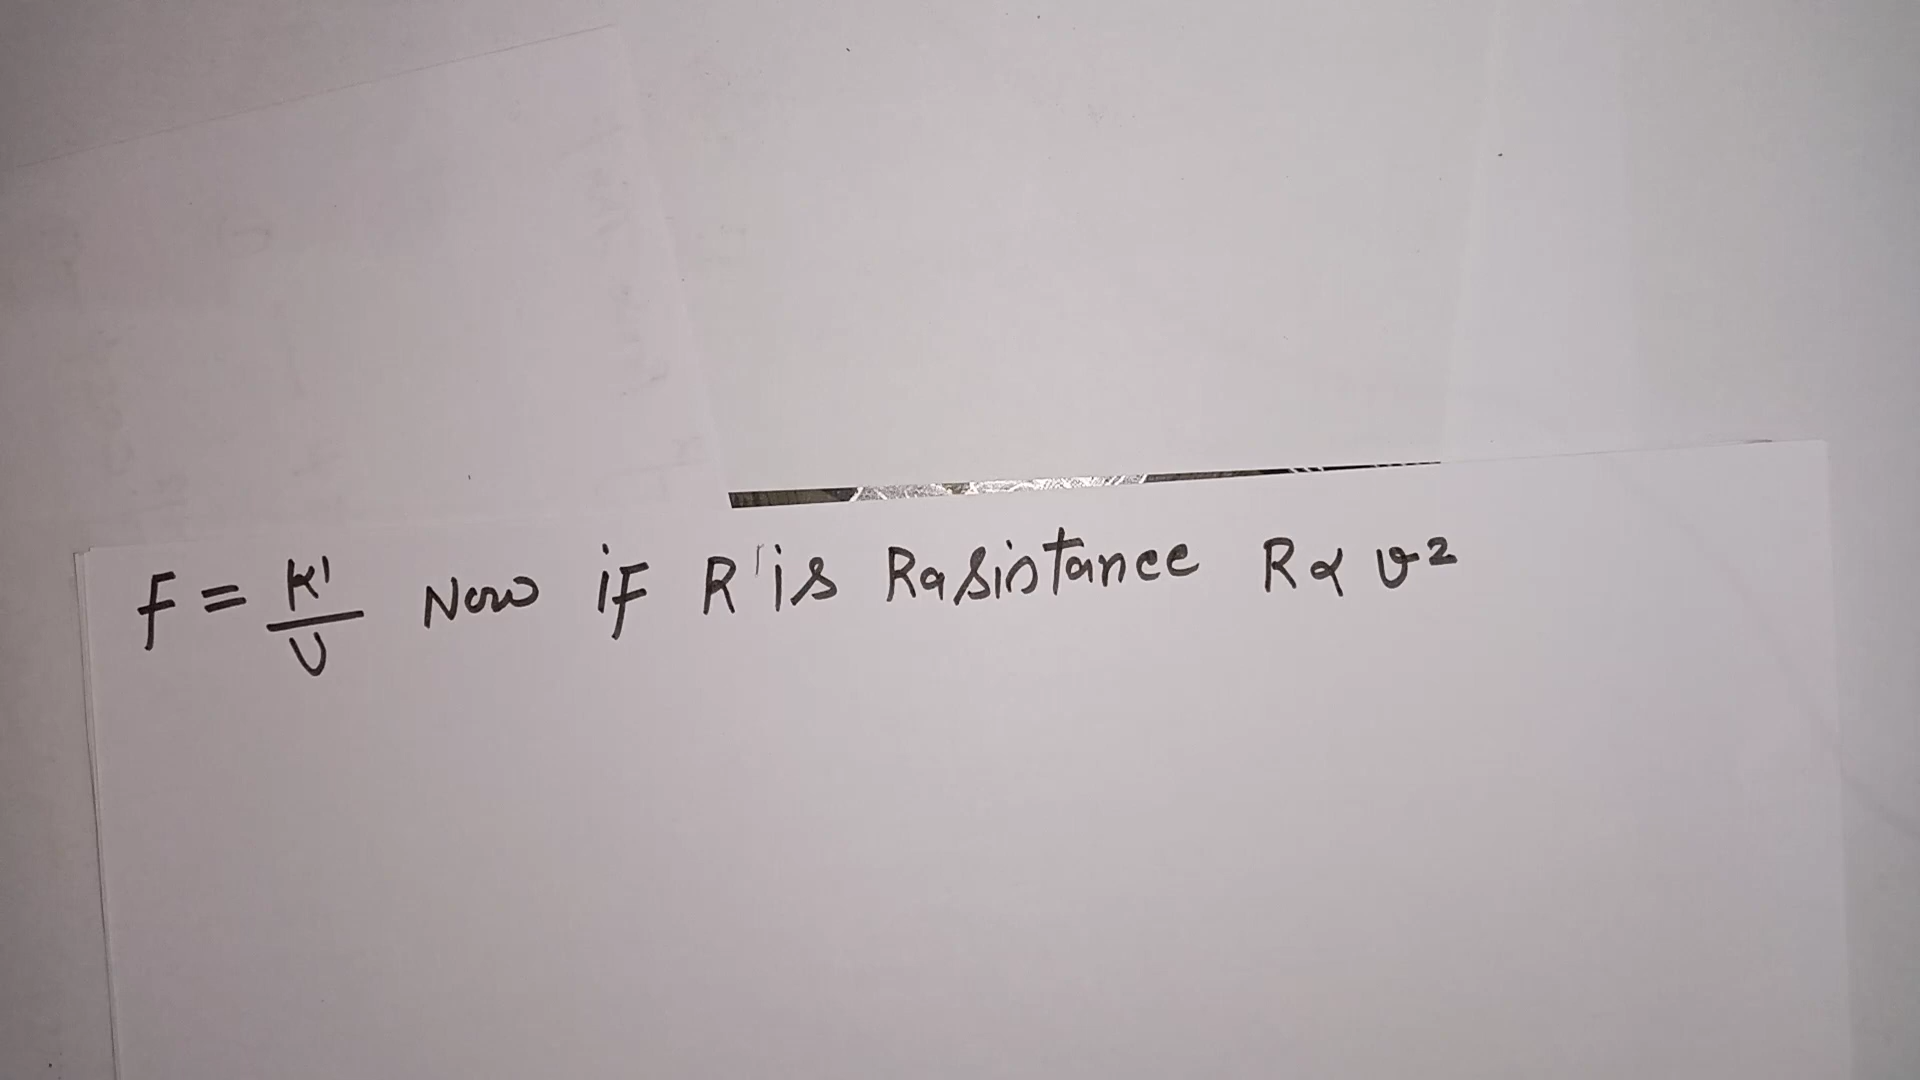 F = K'/v Now if R is Rasistance R ∝ v²